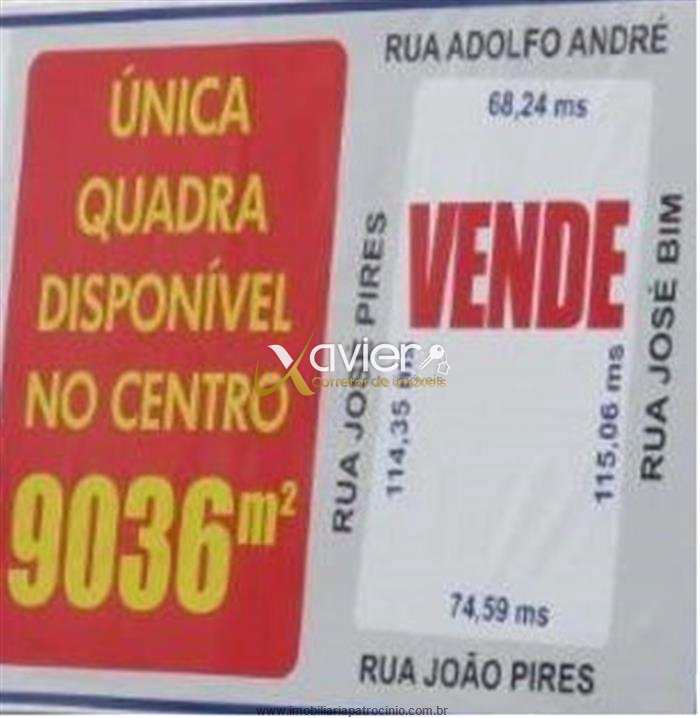 ÚNICA
QUADRA
DISPONÍVEL
NO CENTRO
9036m²
RUA ADOLFO ANDRÉ
68,24 ms
VENDE
RUA JOSÉ PIRES
114,35 ms
115,06 ms
RUA JOSÉ BIM
74,59 ms
RUA JOÃO PIRES
Xavier
corretor de imóveis
www.imobiliariapatrocinio.com.br